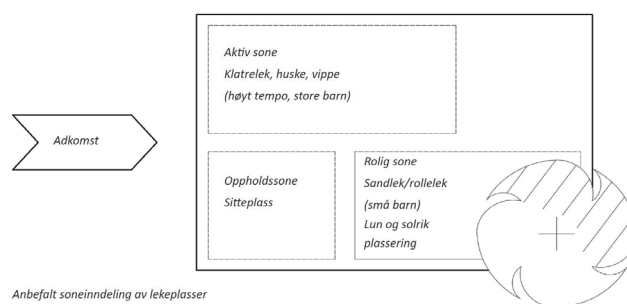 Adkomst
Aktiv sone
Klatrelek, huske, vippe
(høyt tempo, store barn)
Oppholdssone
Sitteplass
Rolig sone
Sandlek/rollelek
(små barn)
Lun og solrik
plassering
Anbefalt soneinndeling av lekeplasser